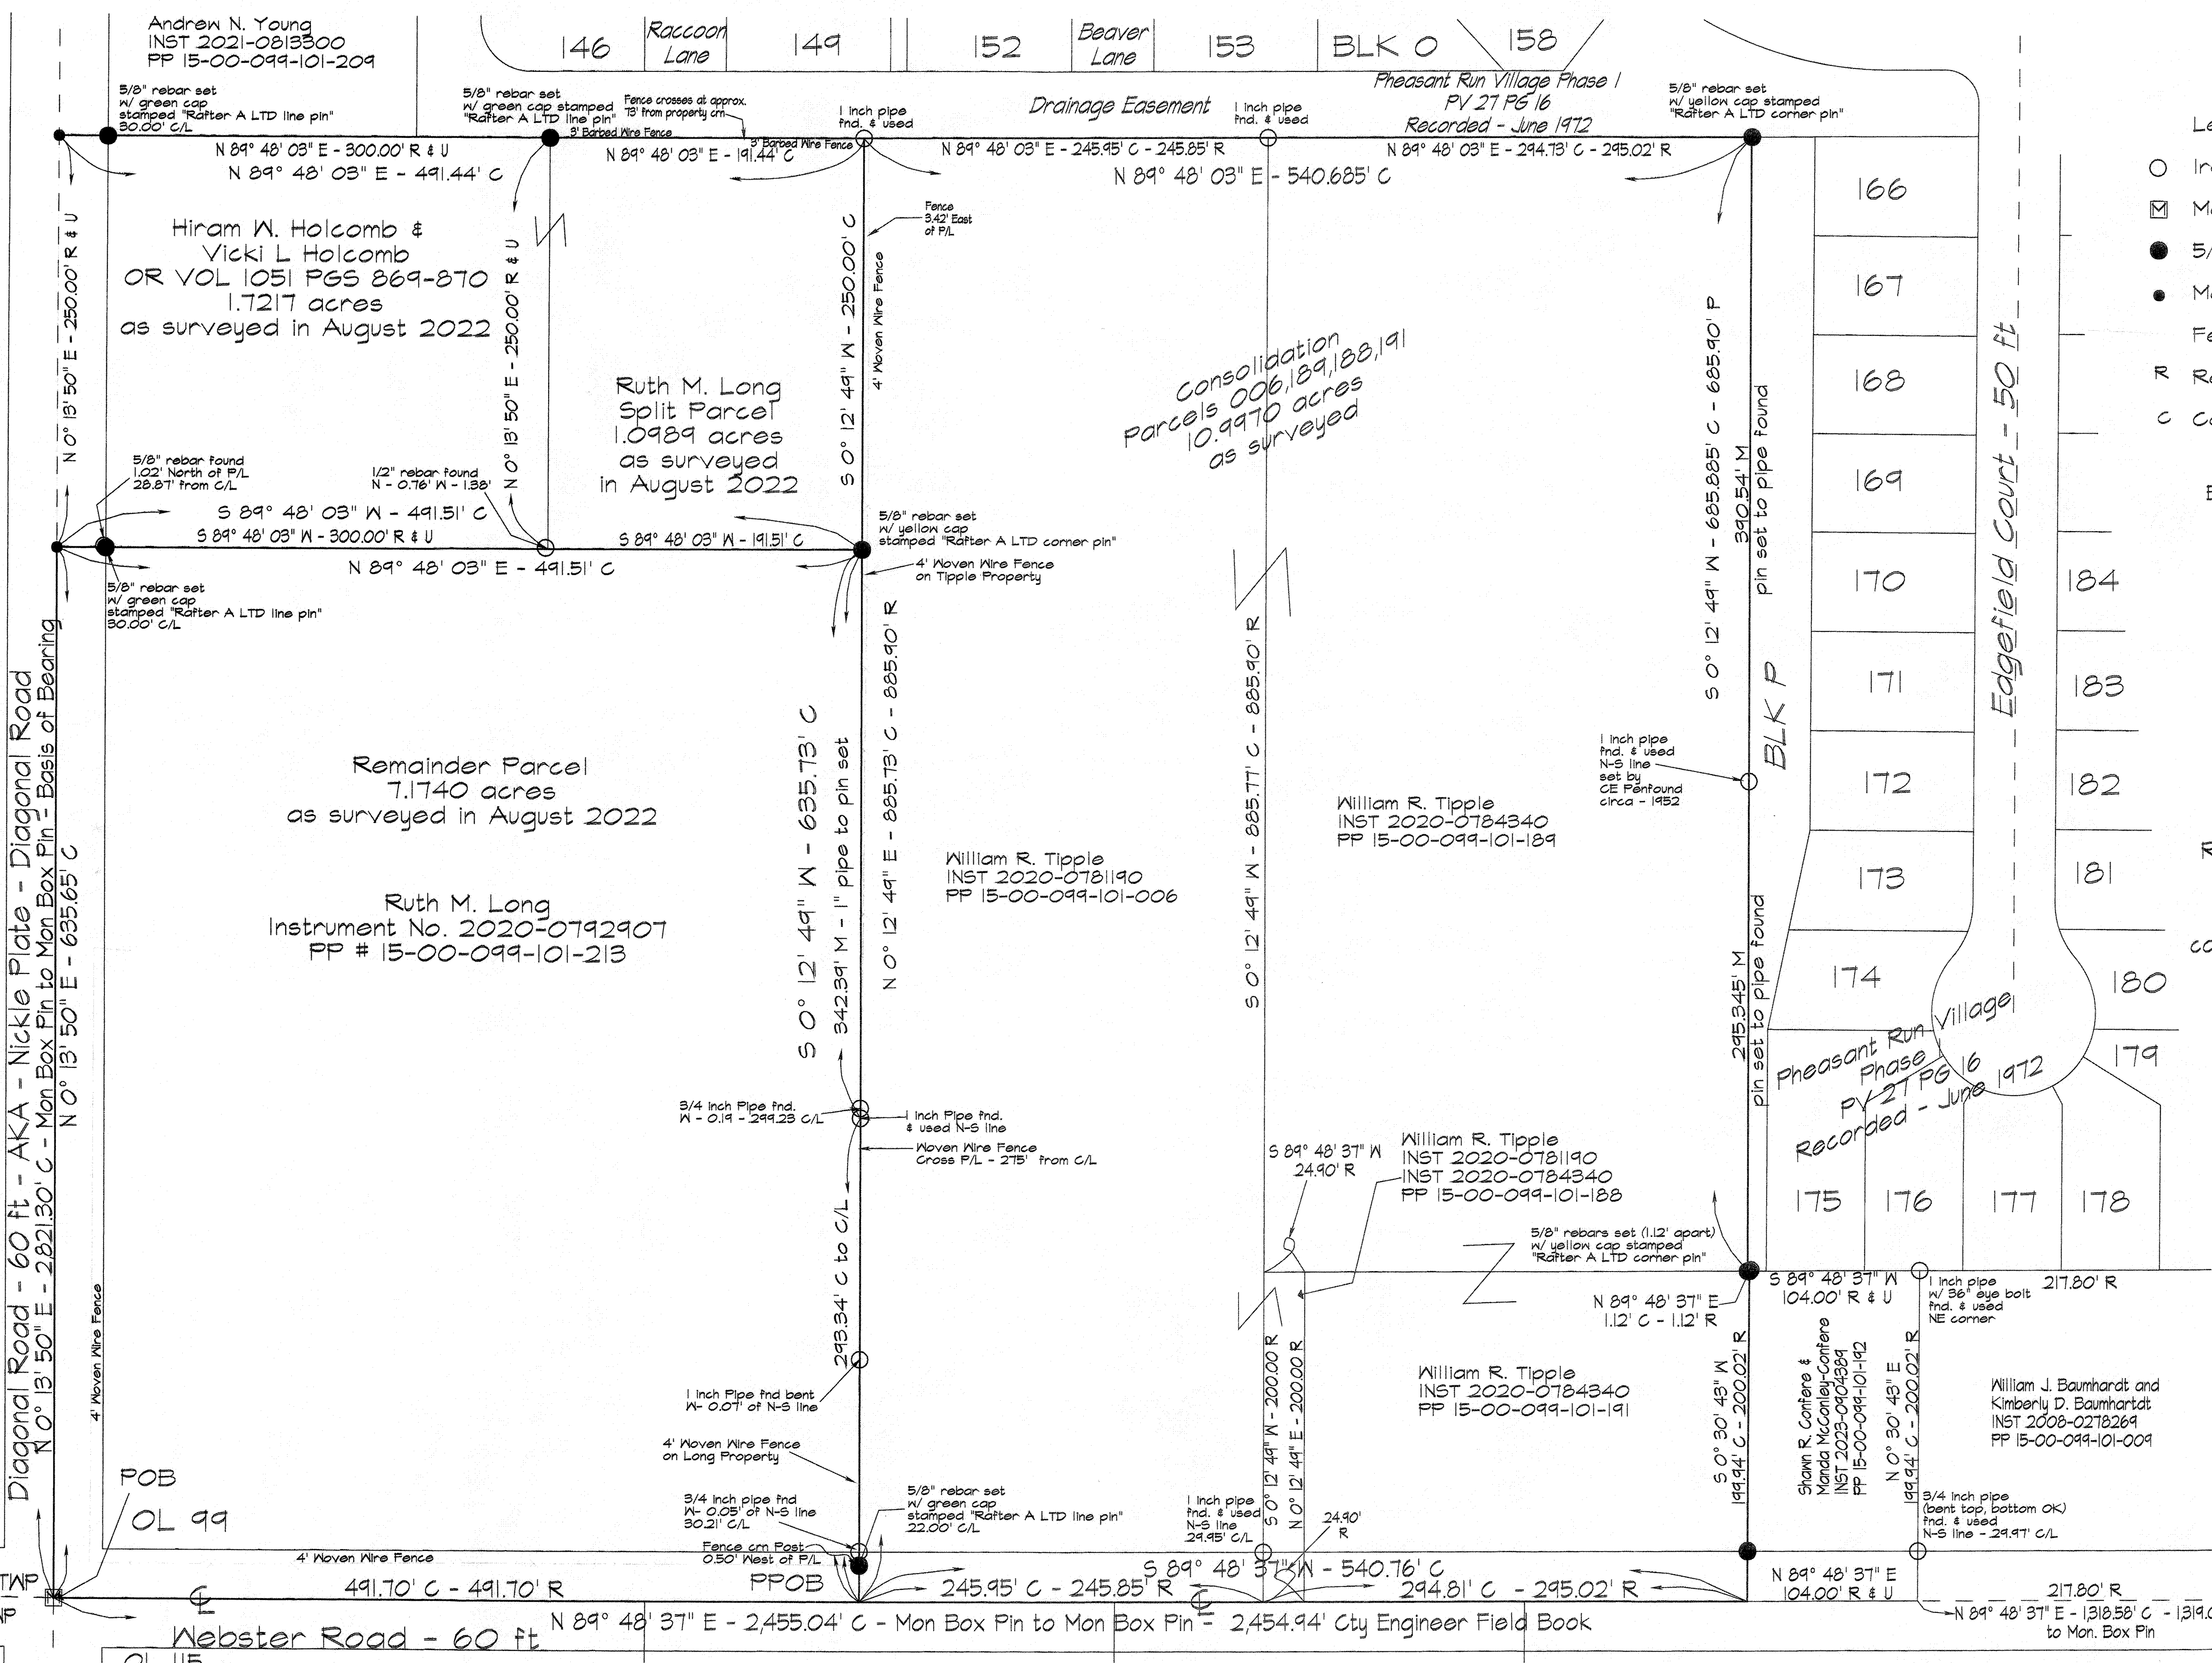 Andrew N. Young
INST 2021-0813300
PP 15-00-099-101-209
146
Raccoon
Lane
149
152
Beaver
Lane
153
BLK O
158
Pheasant Run Village Phase 1
PV 27 PG 16
Recorded - June 1972
Drainage Easement
5/8" rebar set
w/ green cap
stamped "Rafter A LTD line pin"
30.00' C/L
5/8" rebar set
w/ green cap stamped
"Rafter A LTD line pin"
Fence crosses at approx.
73' from property crn
3' Barbed Wire Fence
3' Barbed Wire Fence
1 inch pipe
fnd. & used
1 inch pipe
fnd. & used
5/8" rebar set
w/ yellow cap stamped
"Rafter A LTD corner pin"
N 89° 48' 03" E - 300.00' R & U
N 89° 48' 03" E - 191.44' C
N 89° 48' 03" E - 245.95' C - 245.85' R
N 89° 48' 03" E - 294.73' C - 295.02' R
N 89° 48' 03" E - 491.44' C
N 89° 48' 03" E - 540.685' C
N 0° 13' 50" E - 250.00' R & U
Hiram W. Holcomb &
Vicki L Holcomb
OR VOL 1051 PGS 869-870
1.7217 acres
as surveyed in August 2022
N 0° 13' 50" E - 250.00' R & U
Ruth M. Long
Split Parcel
1.0989 acres
as surveyed
in August 2022
S 0° 12' 49" W - 250.00' C
Fence
3.42' East
of P/L
4' Woven Wire Fence
Consolidation
Parcels 006,189,188,191
10.9970 acres
as surveyed
S 0° 12' 49" W - 685.885' C - 685.90' P
390.54' M
pin set to pipe found
5/8" rebar found
1.02' North of P/L
28.87' from C/L
1/2" rebar found
N - 0.76' W - 1.38'
S 89° 48' 03" W - 491.51' C
S 89° 48' 03" W - 300.00' R & U
S 89° 48' 03" W - 191.51' C
N 89° 48' 03" E - 491.51' C
5/8" rebar set
w/ yellow cap
stamped "Rafter A LTD corner pin"
4' Woven Wire Fence
on Tipple Property
5/8" rebar set
w/ green cap
stamped "Rafter A LTD line pin"
30.00' C/L
Diagonal Road - 60 ft - AKA - Nickle Plate - Diagonal Road
N 0° 13' 50" E - 2,821.30' C - Mon Box Pin to Mon Box Pin - Basis of Bearing
N 0° 13' 50" E - 635.65' C
Remainder Parcel
7.1740 acres
as surveyed in August 2022
Ruth M. Long
Instrument No. 2020-0792907
PP # 15-00-099-101-213
S 0° 12' 49" W - 635.73' C
342.39' M - 1" pipe to pin set
N 0° 12' 49" E - 885.73' C - 885.90' R
William R. Tipple
INST 2020-0781190
PP 15-00-099-101-006
S 0° 12' 49" W - 885.77' C - 885.90' R
William R. Tipple
INST 2020-0784340
PP 15-00-099-101-189
1 inch pipe
fnd. & used
N-S line
set by
CE Penfound
circa - 1952
BLK P
295.345' M
pin set to pipe found
166
167
168
169
170
171
172
173
174
175
176
177
178
179
180
181
182
183
184
Edgefield Court - 50 ft
Pheasant Run Village
Phase 1
PV 27 PG 16
Recorded - June 1972
3/4 inch Pipe fnd.
W - 0.19 - 299.23 C/L
1 inch Pipe fnd.
& used N-S line
Woven Wire Fence
Cross P/L - 275' from C/L
293.34' C to C/L
S 89° 48' 37" W
24.90' R
William R. Tipple
INST 2020-0781190
INST 2020-0784340
PP 15-00-099-101-188
5/8" rebars set (1.12' apart)
w/ yellow cap stamped
"Rafter A LTD corner pin"
S 89° 48' 37" W
104.00' R & U
1 inch pipe
w/ 36" eye bolt
fnd. & used
NE corner
217.80' R
N 89° 48' 37" E
1.12' C - 1.12' R
4' Woven Wire Fence
1 inch Pipe fnd bent
W- 0.07' of N-S line
4' Woven Wire Fence
on Long Property
S 0° 12' 49" W - 200.00 R
N 0° 12' 49" E - 200.00 R
William R. Tipple
INST 2020-0784340
PP 15-00-099-101-191
S 0° 30' 43" W
199.94' C - 200.02' R
Shawn R. Confere &
Manda McConley-Confere
INST 2023-0904389
PP 15-00-099-101-192
N 0° 30' 43" E
199.94' C - 200.02' R
William J. Baumhardt and
Kimberly D. Baumhartdt
INST 2008-0278269
PP 15-00-099-101-009
POB
OL 99
3/4 inch pipe fnd
W- 0.05' of N-S line
30.21' C/L
Fence crn Post
0.50' West of P/L
5/8" rebar set
w/ green cap
stamped "Rafter A LTD line pin"
22.00' C/L
1 inch pipe
fnd. & used
N-S line
29.95' C/L
24.90'
R
3/4 inch pipe
(bent top, bottom OK)
fnd. & used
N-S line - 29.97' C/L
4' Woven Wire Fence
PPOB
S 89° 48' 37" W - 540.76' C
TWP
491.70' C - 491.70' R
245.95' C - 245.85' R
294.81' C - 295.02' R
N 89° 48' 37" E
104.00' R & U
217.80' R
N 89° 48' 37" E - 2,455.04' C - Mon Box Pin to Mon Box Pin - 2,454.94' Cty Engineer Field Book
N 89° 48' 37" E - 1,318.58' C - 1,319.0
to Mon. Box Pin
Webster Road - 60 ft
OL 115
R
C